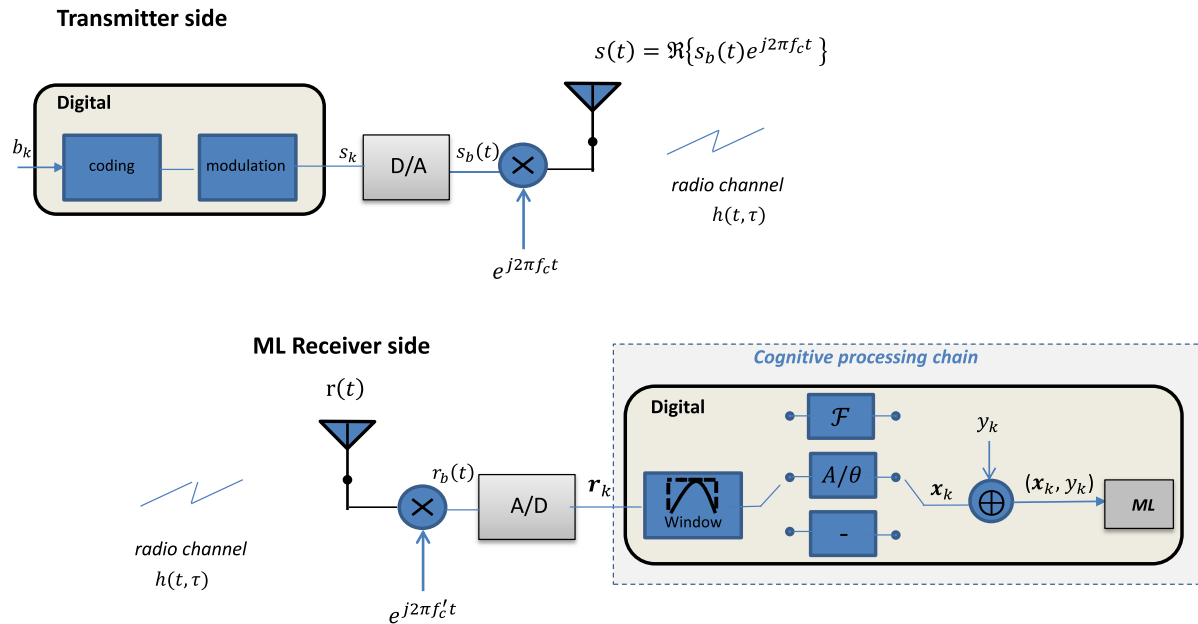 Transmitter side
s(t) = ℜ{s_b(t)e^{j2πf_c t}}
Digital
b_k
coding
modulation
s_k
D/A
s_b(t)
×
radio channel
h(t, τ)
e^{j2πf_c t}
ML Receiver side
Cognitive processing chain
r(t)
Digital
ℱ
y_k
r_b(t)
A/D
r_k
Window
A/θ
x_k
(x_k, y_k)
ML
×
⊕
-
radio channel
h(t, τ)
e^{j2πf_c′t}